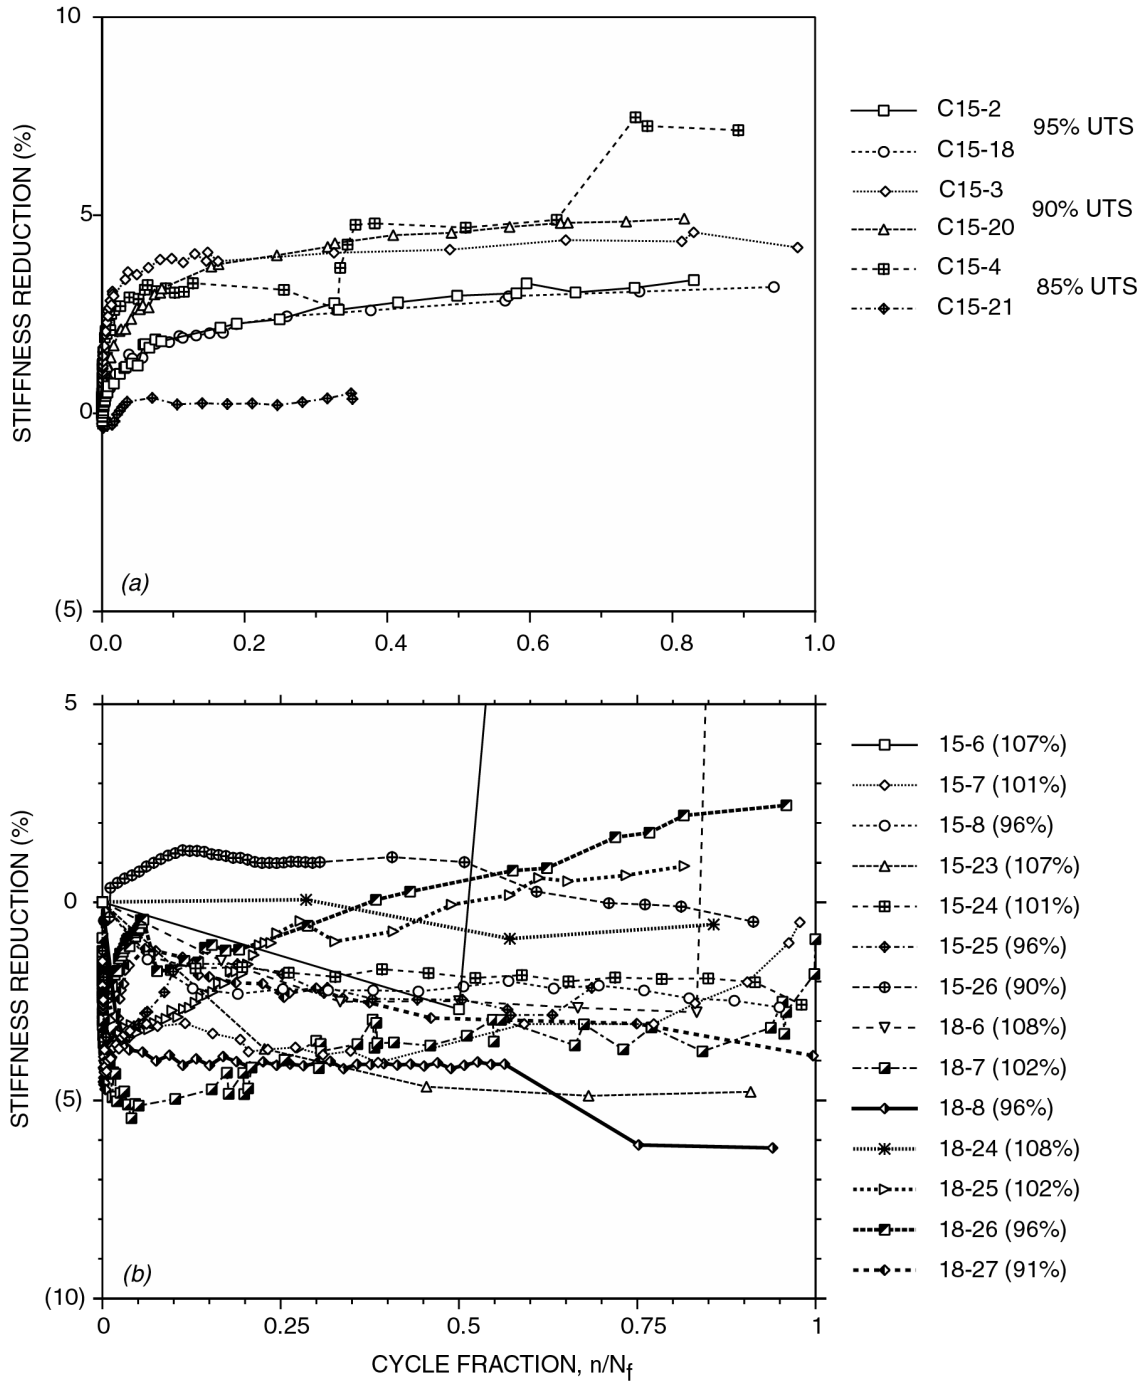 10
5
0
(5)
STIFFNESS REDUCTION (%)
(a)
0.0 0.2 0.4 0.6 0.8 1.0
C15-2
95% UTS
C15-18
C15-3
90% UTS
C15-20
C15-4
85% UTS
C15-21
5
0
(5)
(10)
STIFFNESS REDUCTION (%)
(b)
0 0.25 0.5 0.75 1
CYCLE FRACTION, n/Nf
15-6 (107%)
15-7 (101%)
15-8 (96%)
15-23 (107%)
15-24 (101%)
15-25 (96%)
15-26 (90%)
18-6 (108%)
18-7 (102%)
18-8 (96%)
18-24 (108%)
18-25 (102%)
18-26 (96%)
18-27 (91%)